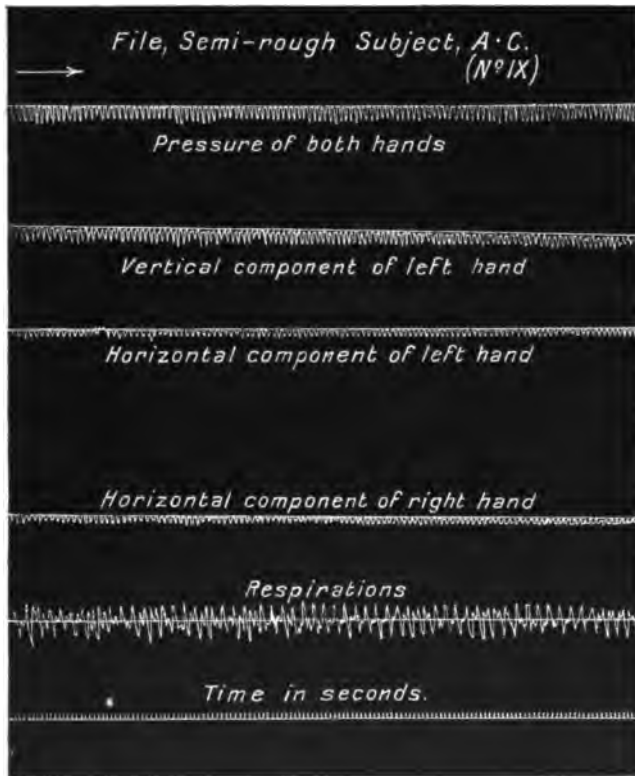 File, Semi-rough Subject, A·C.
(Nº IX)
Pressure of both hands
Vertical component of left hand
Horizontal component of left hand
Horizontal component of right hand
Respirations
Time in seconds.